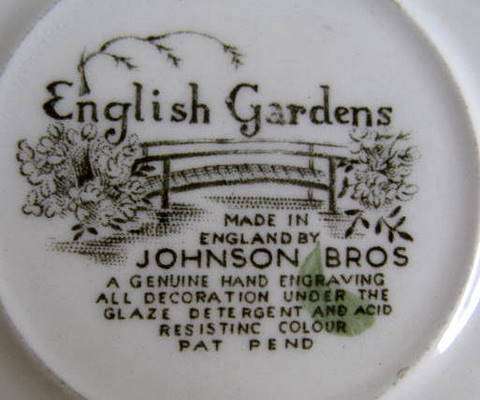 English Gardens
MADE IN
ENGLAND BY
JOHNSON BROS
A GENUINE HAND ENGRAVING
ALL DECORATION UNDER THE
GLAZE DETERGENT AND ACID
RESISTING COLOUR
PAT PEND